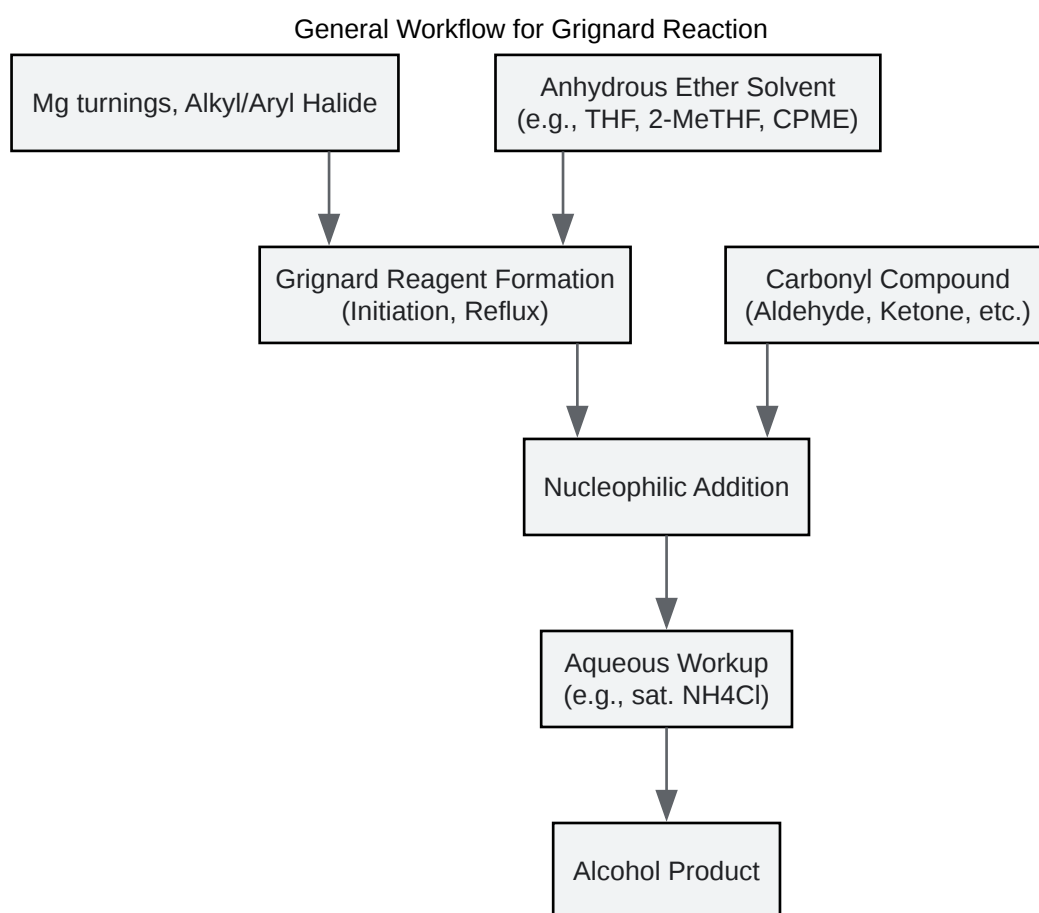 General Workflow for Grignard Reaction
Mg turnings, Alkyl/Aryl Halide
Anhydrous Ether Solvent
(e.g., THF, 2-MeTHF, CPME)
Grignard Reagent Formation
(Initiation, Reflux)
Carbonyl Compound
(Aldehyde, Ketone, etc.)
Nucleophilic Addition
Aqueous Workup
(e.g., sat. NH4Cl)
Alcohol Product